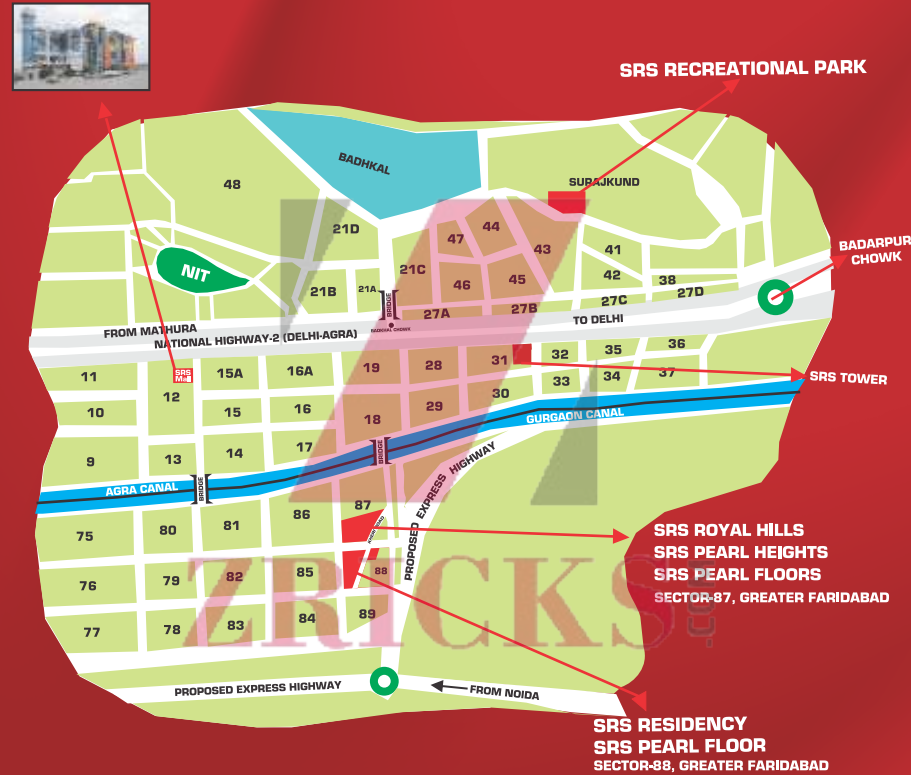 SRS RECREATIONAL PARK
BADHKAL
48
SURAJKUND
21D
44
47
43
41
BADARPUR
CHOWK
NIT
21C
42
46
45
38
21B
21A
BRIDGE
27C
27D
27A
27B
BADKHAL CHOWK
TO DELHI
FROM MATHURA
NATIONAL HIGHWAY-2 (DELHI-AGRA)
11
SRS
Mall
15A
16A
19
28
31
32
35
36
12
33
34
37
SRS TOWER
10
15
16
18
29
30
GURGAON CANAL
9
13
14
17
BRIDGE
AGRA CANAL
BRIDGE
PROPOSED EXPRESS HIGHWAY
75
80
81
86
87
SRS ROYAL HILLS
SRS PEARL HEIGHTS
SRS PEARL FLOORS
SECTOR-87, GREATER FARIDABAD
76
79
82
85
88
77
78
83
84
89
ZRICKS.COM
PROPOSED EXPRESS HIGHWAY
FROM NOIDA
SRS RESIDENCY
SRS PEARL FLOOR
SECTOR-88, GREATER FARIDABAD